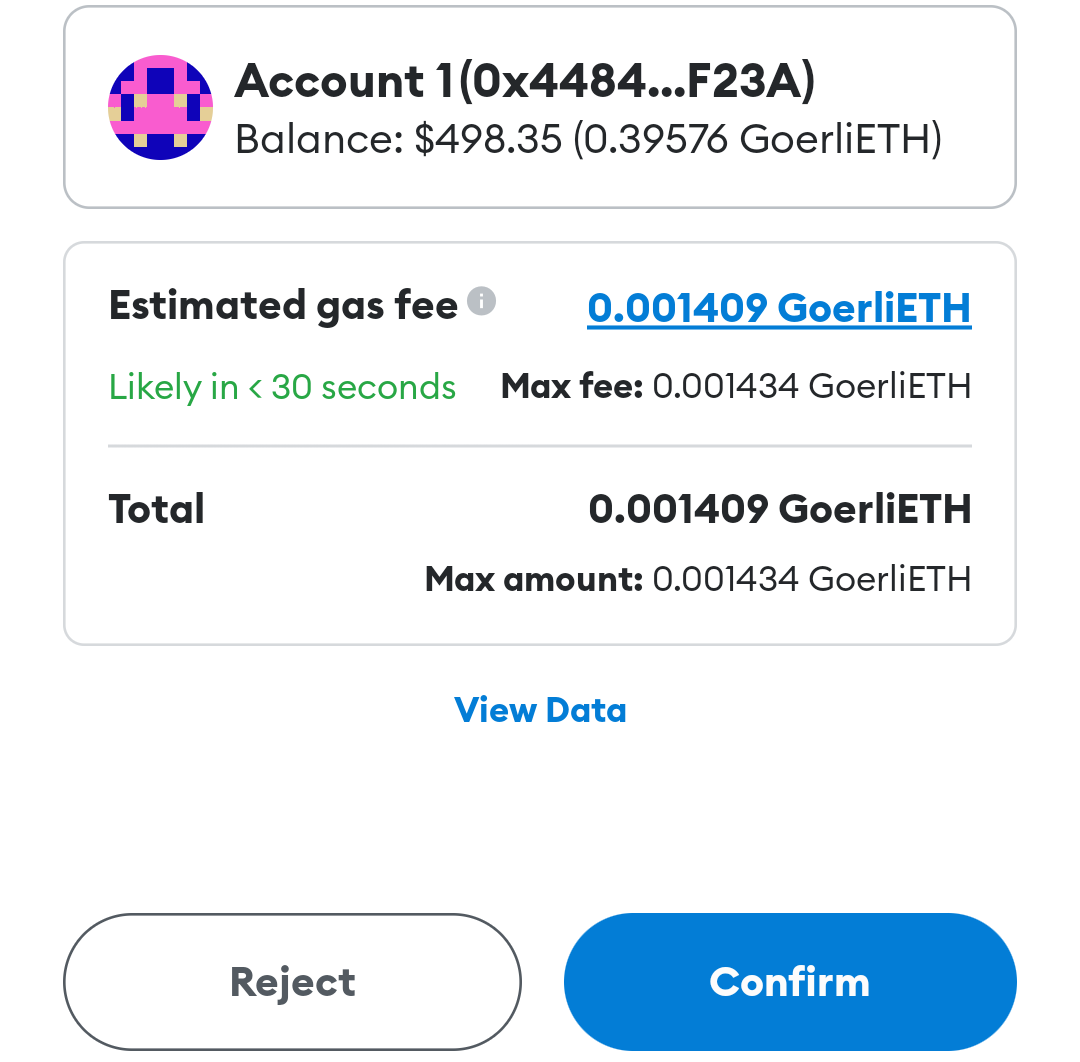 Account 1 (0x4484...F23A)
Balance: $498.35 (0.39576 GoerliETH)
Estimated gas fee i 0.001409 GoerliETH
Likely in < 30 seconds Max fee: 0.001434 GoerliETH
Total 0.001409 GoerliETH
Max amount: 0.001434 GoerliETH
View Data
Reject Confirm